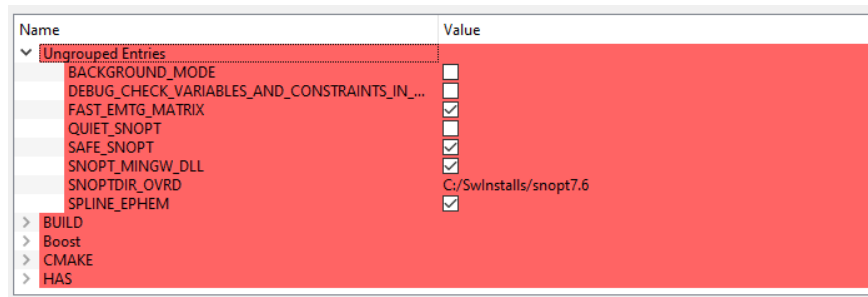 Name Value
Ungrouped Entries
BACKGROUND_MODE
DEBUG_CHECK_VARIABLES_AND_CONSTRAINTS_IN_...
FAST_EMTG_MATRIX
QUIET_SNOPT
SAFE_SNOPT
SNOPT_MINGW_DLL
SNOPTDIR_OVRD C:/SwInstalls/snopt7.6
SPLINE_EPHEM
BUILD
Boost
CMAKE
HAS